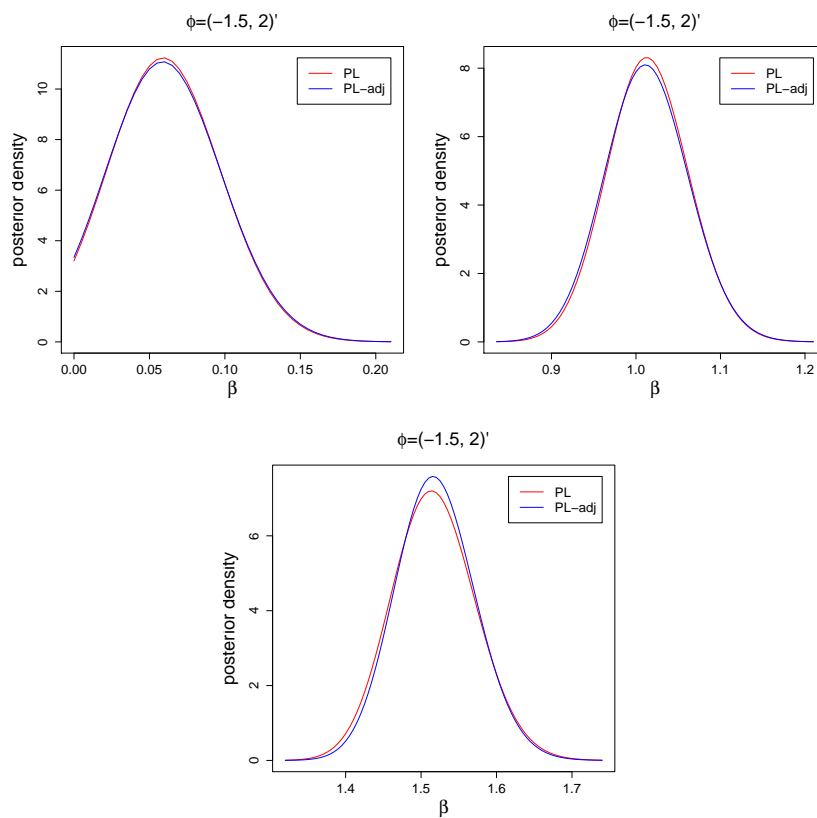 ϕ=(−1.5, 2)'
PL
PL−adj
posterior density
0 2 4 6 8 10
0.00 0.05 0.10 0.15 0.20
β
ϕ=(−1.5, 2)'
PL
PL−adj
posterior density
0 2 4 6 8
0.9 1.0 1.1 1.2
β
ϕ=(−1.5, 2)'
PL
PL−adj
posterior density
0 2 4 6
1.4 1.5 1.6 1.7
β